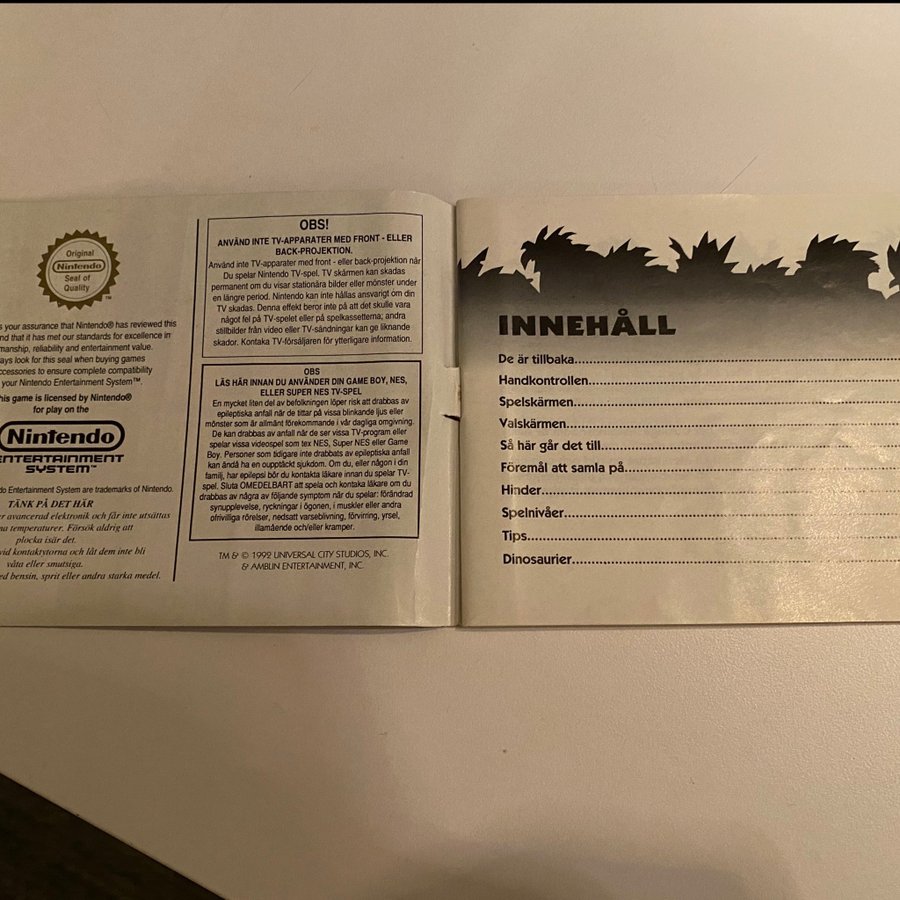 Original
Nintendo
Seal of
Quality
TM
s your assurance that Nintendo® has reviewed this
nd that it has met our standards for excellence in
manship, reliability and entertainment value.
ays look for this seal when buying games
ccessories to ensure complete compatibility
your Nintendo Entertainment System™.
his game is licensed by Nintendo®
for play on the
Nintendo
ENTERTAINMENT
SYSTEM™
do Entertainment System are trademarks of Nintendo.
TÄNK PÅ DET HÄR
er avancerad elektronik och får inte utsättas
ma temperaturer. Försök aldrig att
plocka isär det.
vid kontaktytorna och låt dem inte bli
våta eller smutsiga.
ed bensin, sprit eller andra starka medel.
OBS!
ANVÄND INTE TV-APPARATER MED FRONT - ELLER
BACK-PROJEKTION.
Använd inte TV-apparater med front - eller back-projektion när
Du spelar Nintendo TV-spel. TV skärmen kan skadas
permanent om du visar stationära bilder eller mönster under
en längre period. Nintendo kan inte hållas ansvarigt om din
TV skadas. Denna effekt beror inte på att det skulle vara
något fel på TV-spelet eller på spelkassetterna; andra
stillbilder från video eller TV-sändningar kan ge liknande
skador. Kontaka TV-försäljaren för ytterligare information.
OBS
LÄS HÄR INNAN DU ANVÄNDER DIN GAME BOY, NES,
ELLER SUPER NES TV-SPEL
En mycket liten del av befolkningen löper risk att drabbas av
epileptiska anfall när de tittar på vissa blinkande ljus eller
mönster som är allmänt förekommande i vår dagliga omgivning.
De kan drabbas av anfall när de ser vissa TV-program eller
spelar vissa videospel som tex NES, Super NES eller Game
Boy. Personer som tidigare inte drabbats av epileptiska anfall
kan ändå ha en oupptäckt sjukdom. Om du, eller någon i din
familj, har epilepsi bör du kontakta läkare innan du spelar TV-
spel. Sluta OMEDELBART att spela och kontaka läkare om du
drabbas av några av följande symptom när du spelar: förändrad
synupplevelse, ryckningar i ögonen, i muskler eller andra
ofrivilliga rörelser, nedsatt varseblivning, förvirring, yrsel,
illamående och/eller kramper.
TM & © 1992 UNIVERSAL CITY STUDIOS, INC.
& AMBLIN ENTERTAINMENT, INC.
INNEHÅLL
De är tillbaka
Handkontrollen
Spelskärmen
Valskärmen
Så här går det till
Föremål att samla på
Hinder
Spelnivåer
Tips
Dinosaurier